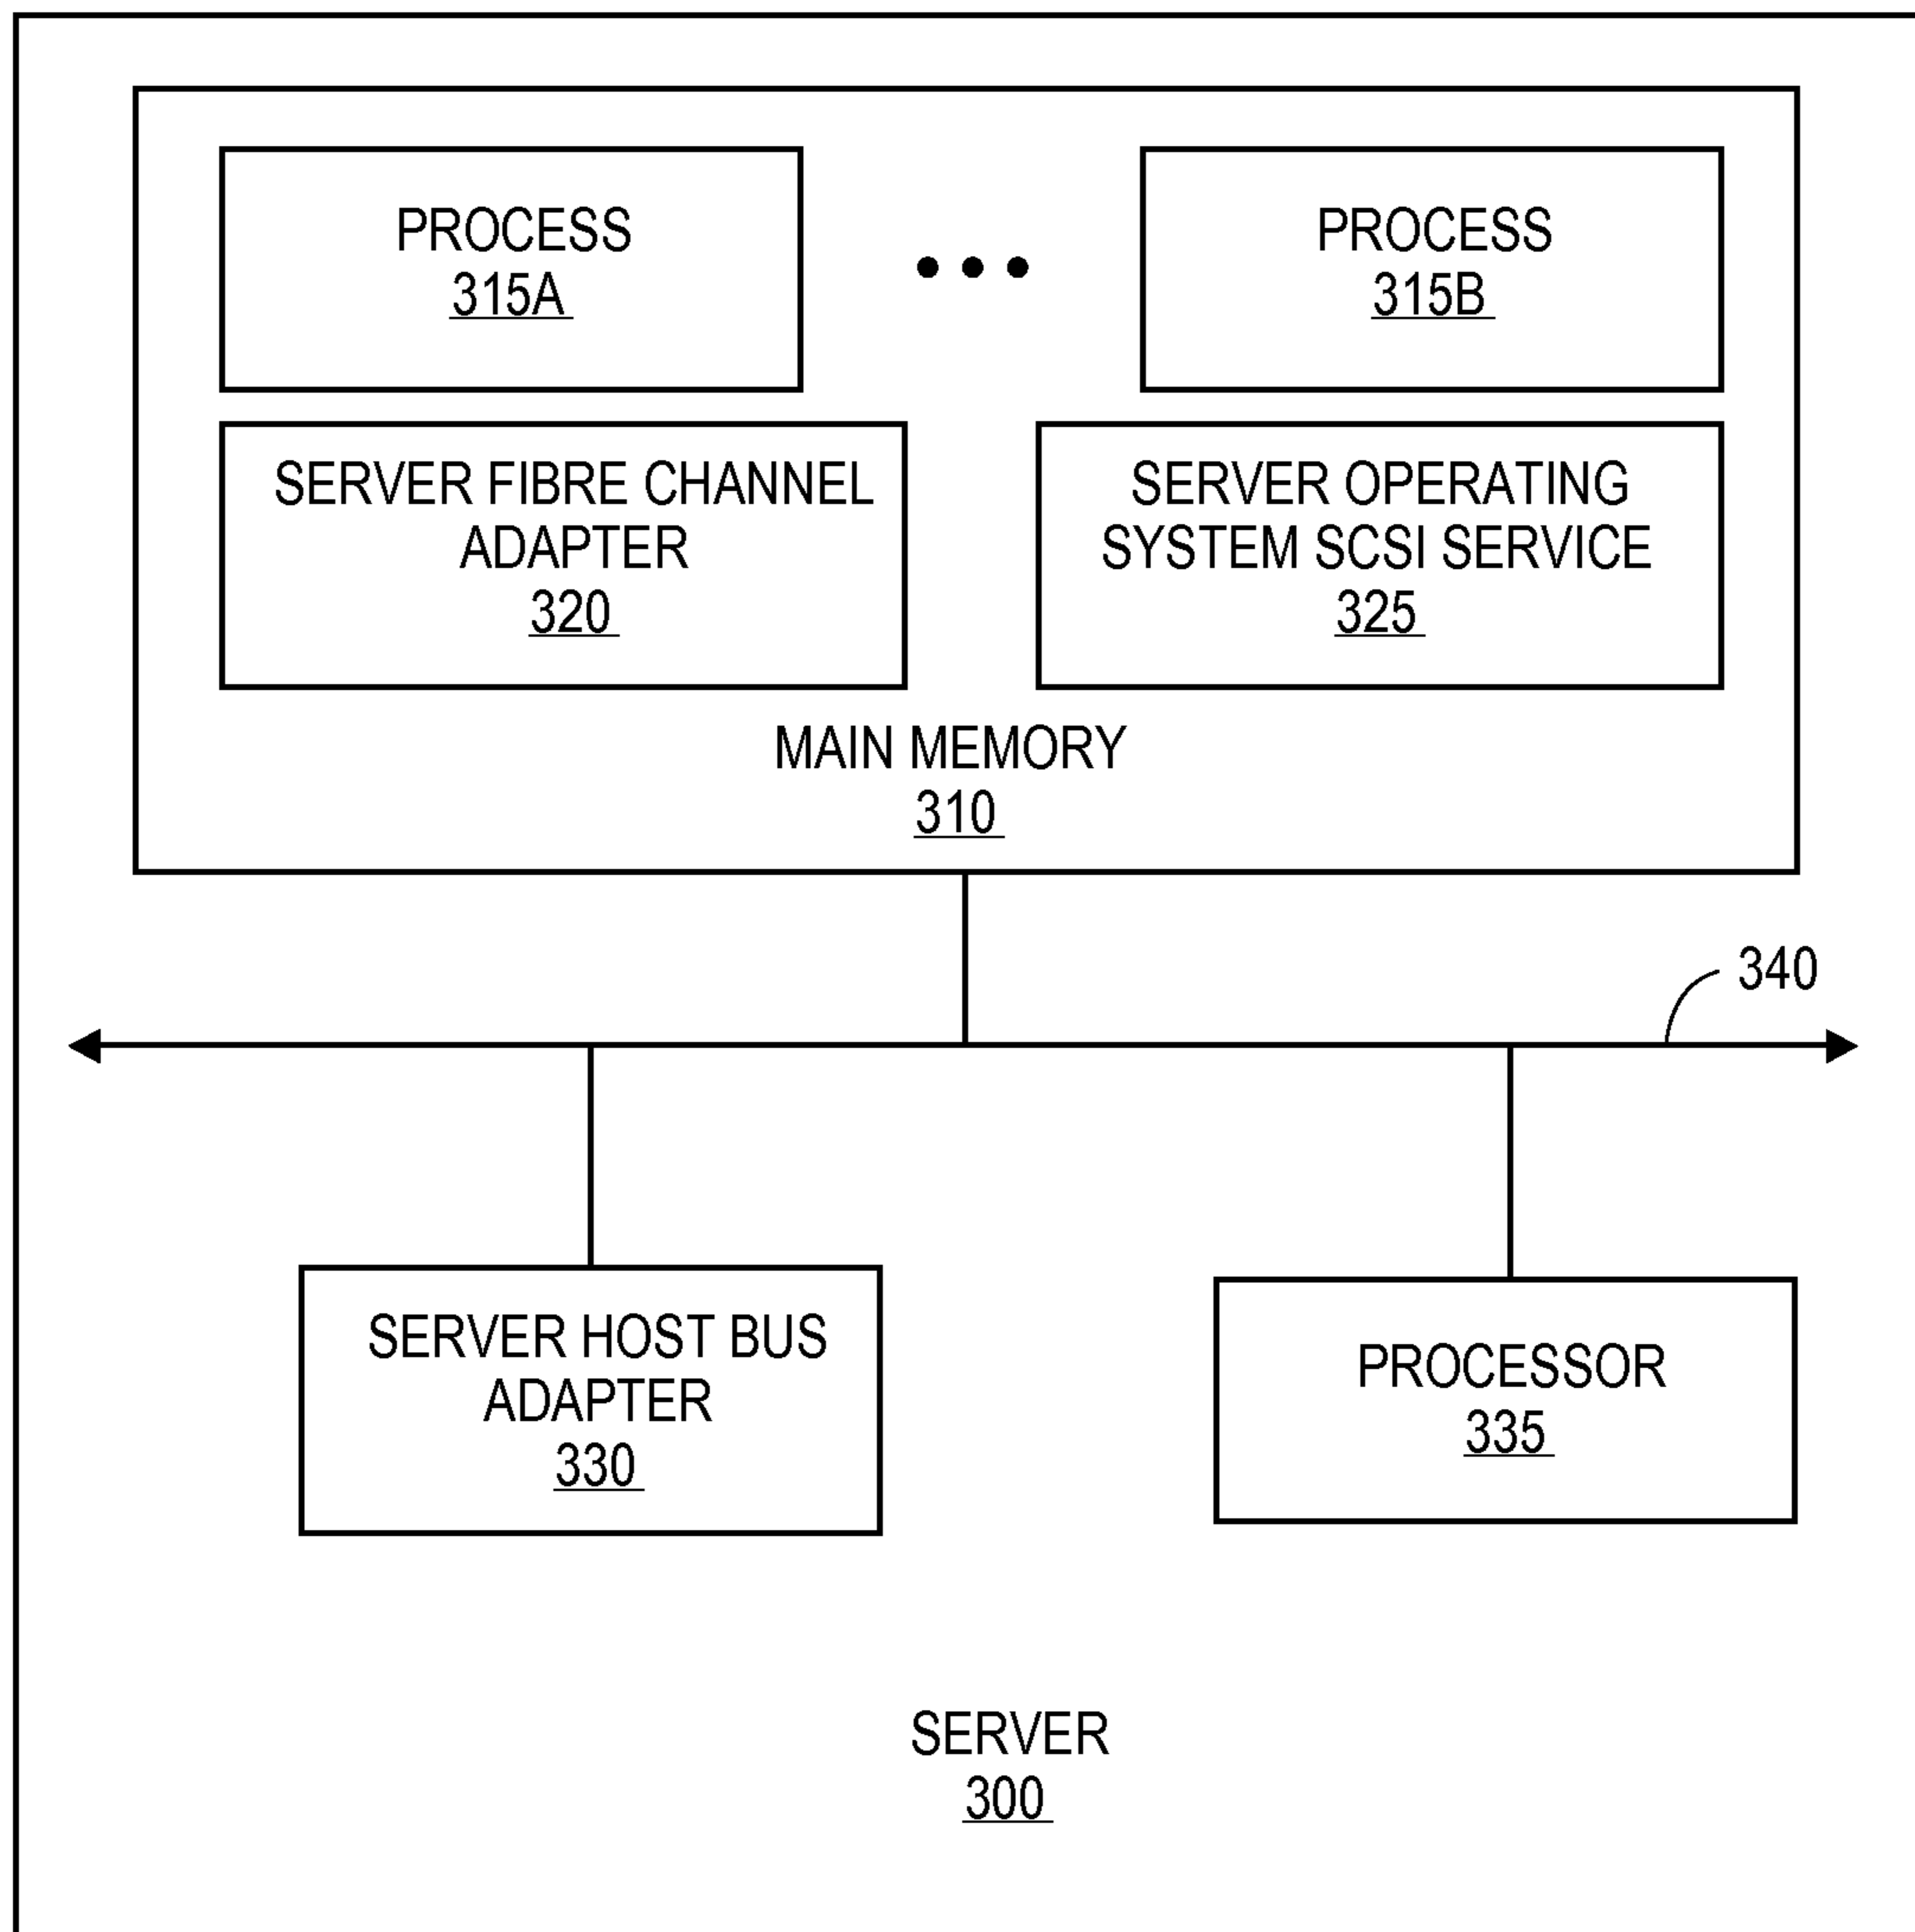 PROCESS
315A
PROCESS
315B
SERVER FIBRE CHANNEL
ADAPTER
320
SERVER OPERATING
SYSTEM SCSI SERVICE
325
MAIN MEMORY
310
340
SERVER HOST BUS
ADAPTER
330
PROCESSOR
335
SERVER
300